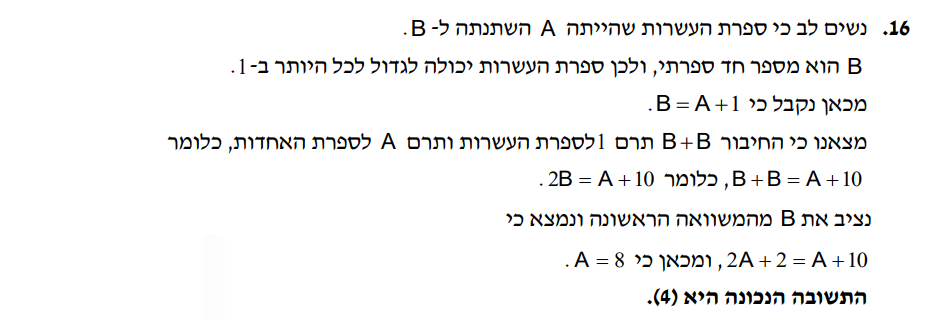 16. נשים לב כי ספרת העשרות שהייתה A השתנתה ל- B.
B הוא מספר חד ספרתי, ולכן ספרת העשרות יכולה לגדול לכל היותר ב-1.
מכאן נקבל כי B = A + 1.
מצאנו כי החיבור B + B תרם 1 לספרת העשרות ותרם A לספרת האחדות, כלומר
B + B = A + 10, כלומר 2B = A + 10.
נציב את B מהמשוואה הראשונה ונמצא כי
2A + 2 = A + 10, ומכאן כי A = 8.
התשובה הנכונה היא (4).